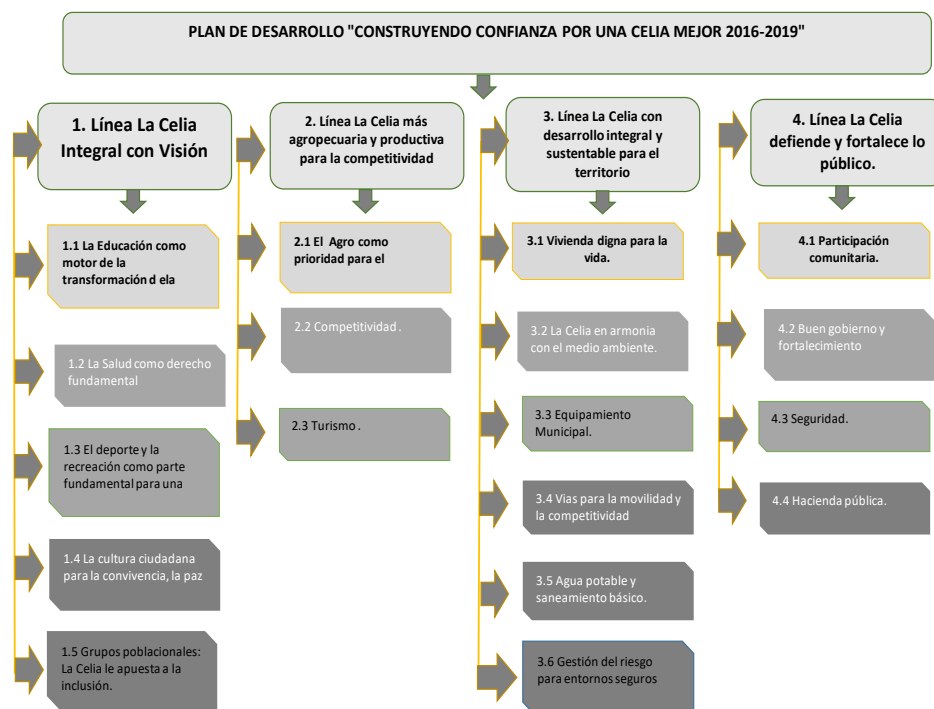 PLAN DE DESARROLLO "CONSTRUYENDO CONFIANZA POR UNA CELIA MEJOR 2016-2019"
1. Línea La Celia
Integral con Visión
1.1 La Educación como
motor de la
transformación d ela
1.2 La Salud como derecho
fundamental
1.3 El deporte y la
recreación como parte
fundamental para una
1.4 La cultura ciudadana
para la convivencia, la paz
1.5 Grupos poblacionales:
La Celia le apuesta a la
inclusión.
2. Línea La Celia más
agropecuaria y productiva
para la competitividad
2.1 El Agro como
prioridad para el
2.2 Competitividad .
2.3 Turismo .
3. Línea La Celia con
desarrollo integral y
sustentable para el
territorio
3.1 Vivienda digna para la
vida.
3.2 La Celia en armonia
con el medio ambiente.
3.3 Equipamiento
Municipal.
3.4 Vias para la movilidad y
la competitividad
3.5 Agua potable y
saneamiento básico.
3.6 Gestión del riesgo
para entornos seguros
4. Línea La Celia
defiende y fortalece lo
público.
4.1 Participación
comunitaria.
4.2 Buen gobierno y
fortalecimiento
4.3 Seguridad.
4.4 Hacienda pública.